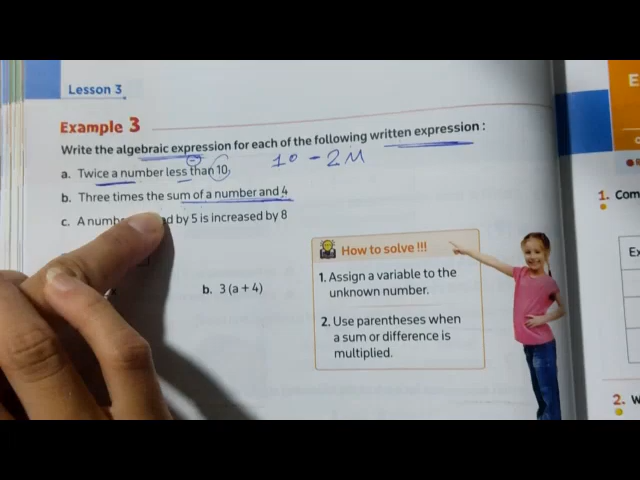 Lesson 3
Example 3
Write the algebraic expression for each of the following written expression :
a. Twice a number less than 10. 10 - 2M
b. Three times the sum of a number and 4
c. A by 5 is increased by 8
b. 3 (a + 4)
How to solve !!!
1. Assign a variable to the
unknown number.
2. Use parentheses when
a sum or difference is
multiplied.
1. Com
2. W